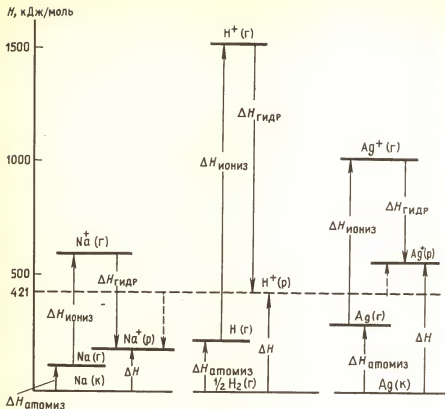 H, кДж/моль
1500
1000
500
421
Na⁺(г)
ΔHгидр
ΔHиониз
Na⁺(р)
Na(г)
Na(к)
ΔH
ΔHатомиз
H⁺(г)
ΔHгидр
ΔHиониз
H⁺(р)
H(г)
ΔH
ΔHатомиз
½H₂(г)
Ag⁺(г)
ΔHгидр
ΔHиониз
Ag⁺(р)
Ag(г)
ΔH
ΔHатомиз
Ag(к)